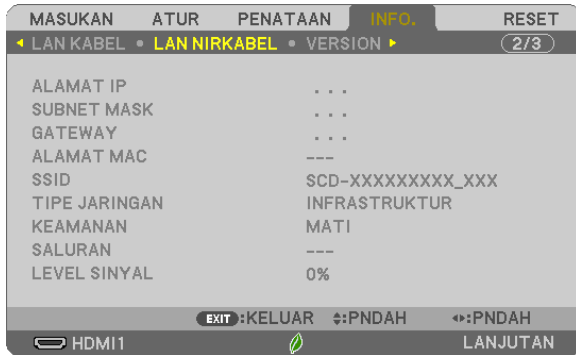 MASUKAN ATUR PENATAAN INFO. RESET
LAN KABEL • LAN NIRKABEL • VERSION 2/3
ALAMAT IP . . .
SUBNET MASK . . .
GATEWAY . . .
ALAMAT MAC ---
SSID SCD-XXXXXXXXX_XXX
TIPE JARINGAN INFRASTRUKTUR
KEAMANAN MATI
SALURAN ---
LEVEL SINYAL 0%
EXIT :KELUAR :PNDAH :PNDAH
HDMI1 LANJUTAN